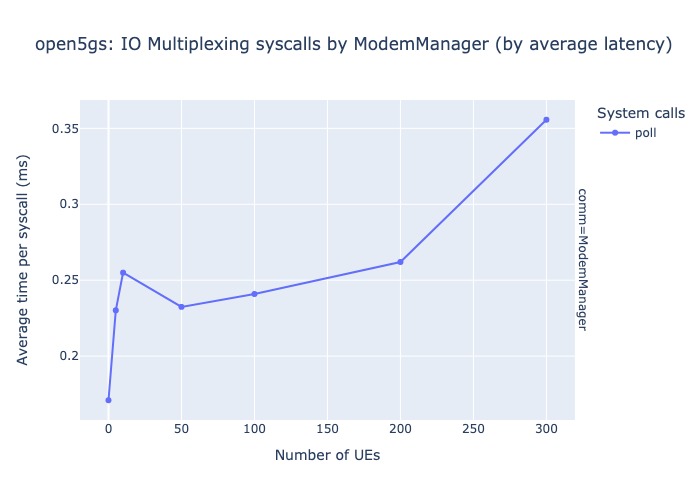 open5gs: IO Multiplexing syscalls by ModemManager (by average latency)
System calls
poll
Average time per syscall (ms)
0.35
0.3
0.25
0.2
comm=ModemManager
0 50 100 150 200 250 300
Number of UEs